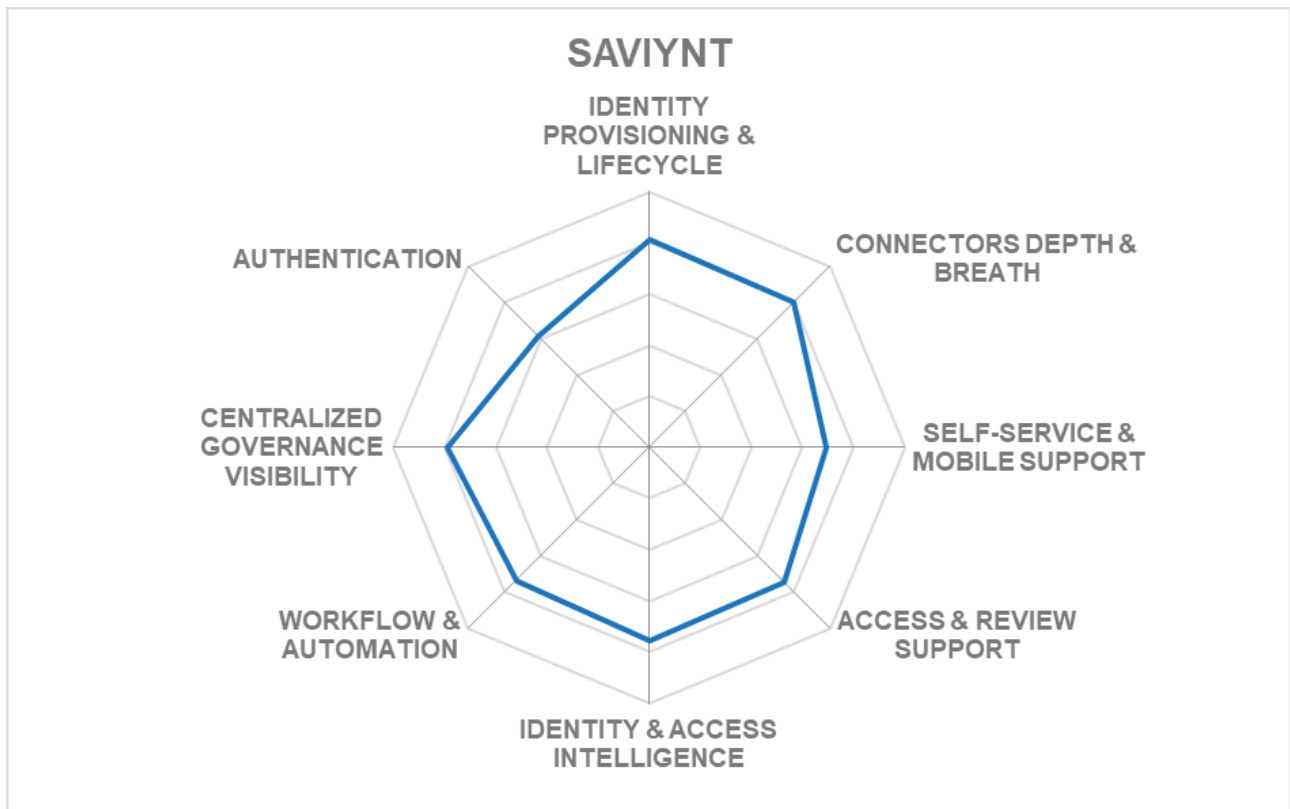 SAVIYNT
IDENTITY
PROVISIONING &
LIFECYCLE
CONNECTORS DEPTH &
BREATH
SELF-SERVICE &
MOBILE SUPPORT
ACCESS & REVIEW
SUPPORT
IDENTITY & ACCESS
INTELLIGENCE
WORKFLOW &
AUTOMATION
CENTRALIZED
GOVERNANCE
VISIBILITY
AUTHENTICATION